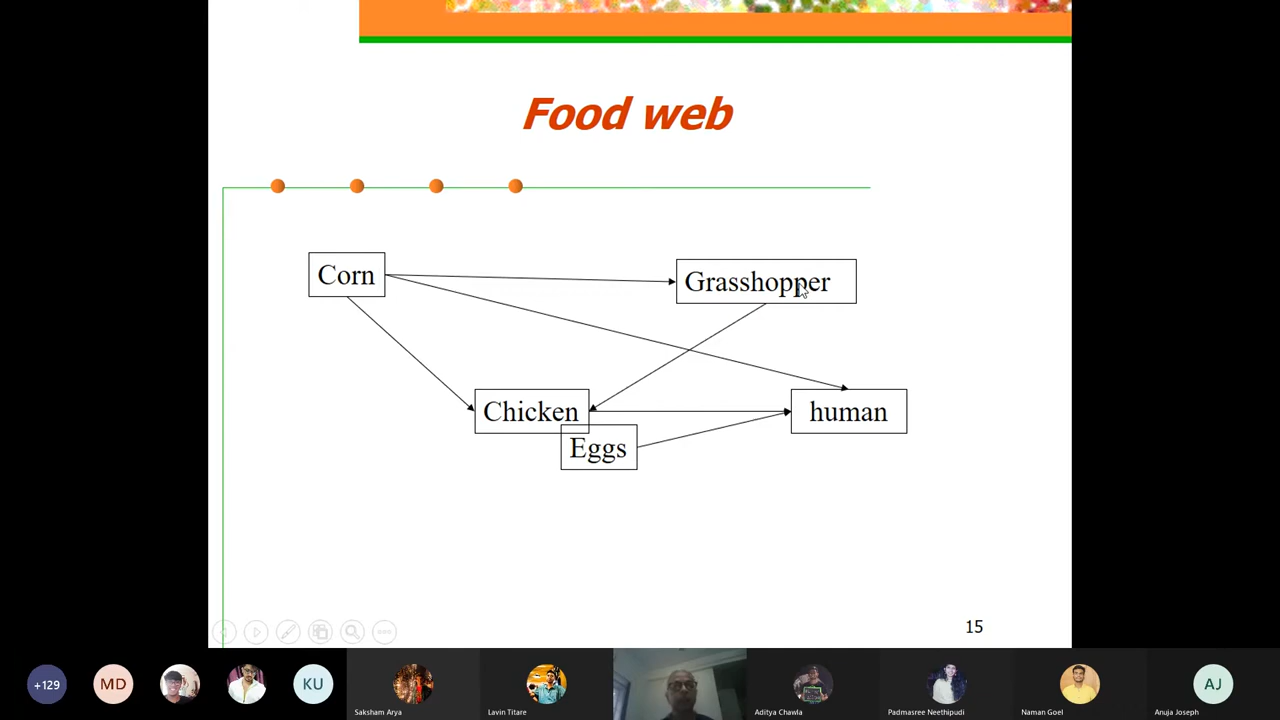 Food web
Corn
Grasshopper
Chicken
human
Eggs
15
+129
MD
KU
Saksham Arya
Lavin Titare
Aditya Chawla
Padmasree Neethipudi
Naman Goel
AJ
Anuja Joseph